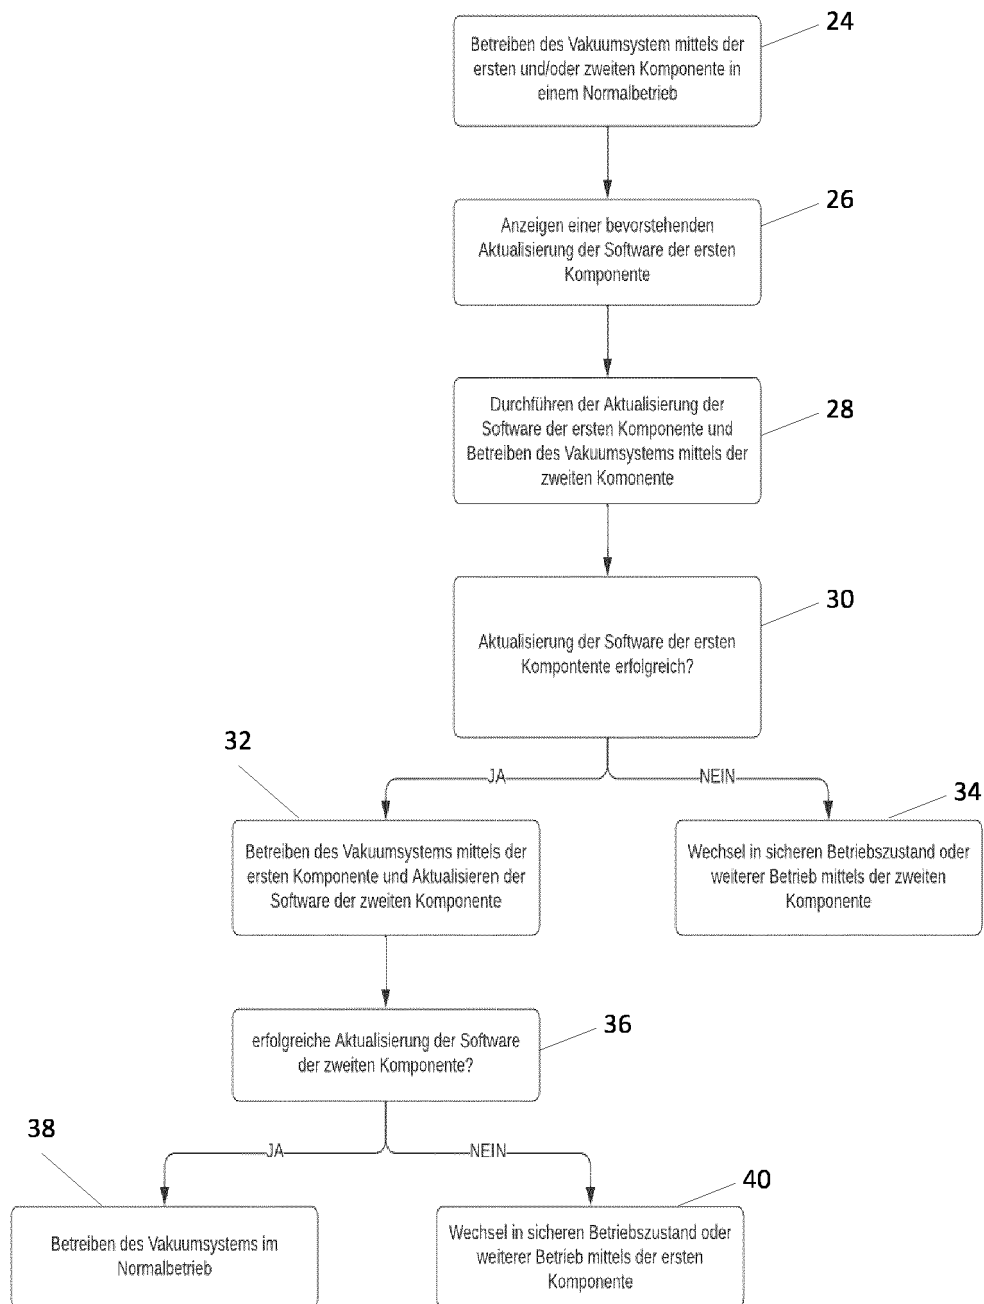 24
Betreiben des Vakuumsystem mittels der
ersten und/oder zweiten Komponente in
einem Normalbetrieb
26
Anzeigen einer bevorstehenden
Aktualisierung der Software der ersten
Komponente
28
Durchführen der Aktualisierung der
Software der ersten Komponente und
Betreiben des Vakuumsystems mittels der
zweiten Komonente
30
Aktualisierung der Software der ersten
Kompontente erfolgreich?
32
JA
NEIN
34
Betreiben des Vakuumsystems mittels der
ersten Komponente und Aktualisieren der
Software der zweiten Komponente
Wechsel in sicheren Betriebszustand oder
weiterer Betrieb mittels der zweiten
Komponente
36
erfolgreiche Aktualisierung der Software
der zweiten Komponente?
38
JA
NEIN
40
Betreiben des Vakuumsystems im
Normalbetrieb
Wechsel in sicheren Betriebszustand oder
weiterer Betrieb mittels der ersten
Komponente